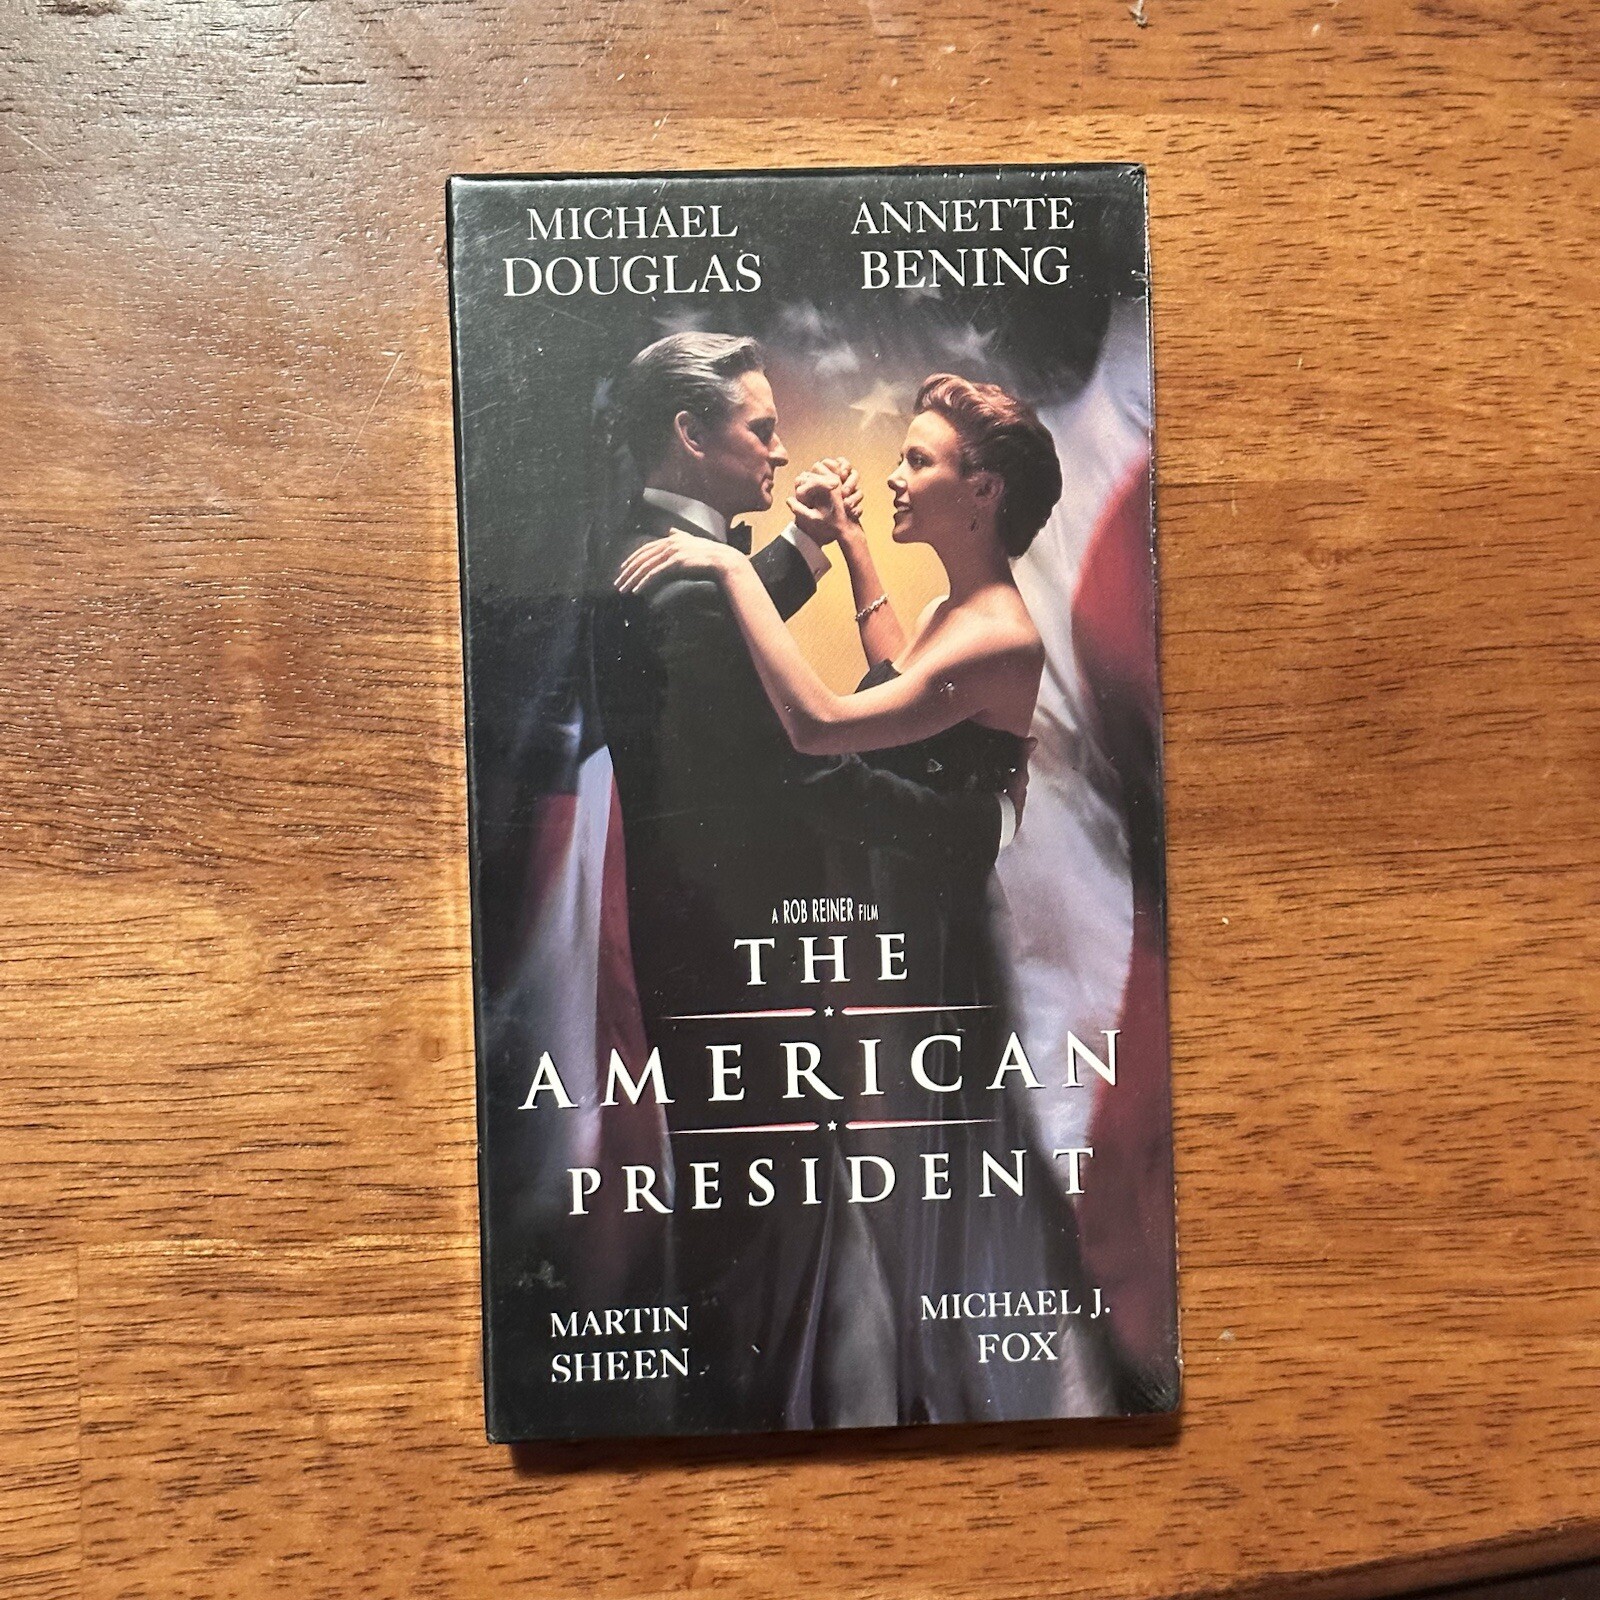 MICHAEL DOUGLAS
ANNETTE BENING
A ROB REINER FILM
THE
AMERICAN
PRESIDENT
MARTIN SHEEN
MICHAEL J. FOX